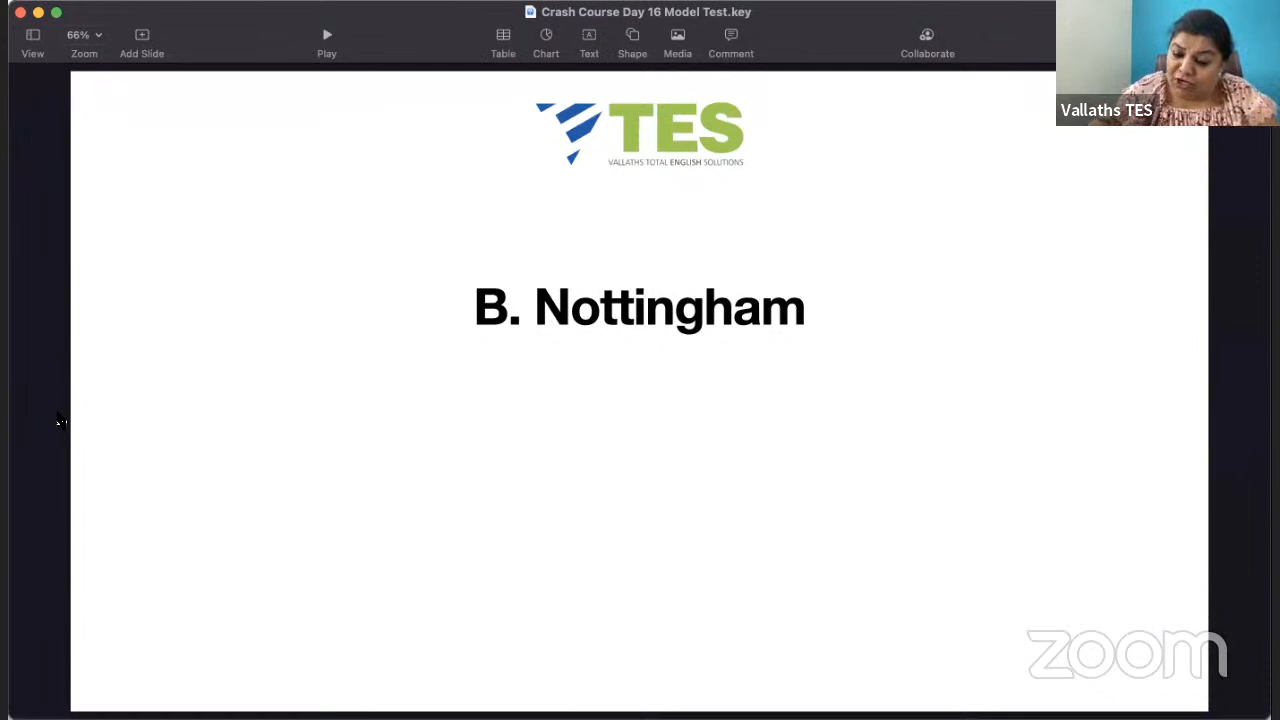 Crash Course Day 16 Model Test.key
66%
View
Zoom
Add Slide
Play
Table
Chart
Text
Shape
Media
Comment
Collaborate
Vallaths TES
TES
VALLATHS TOTAL ENGLISH SOLUTIONS
B. Nottingham
zoom